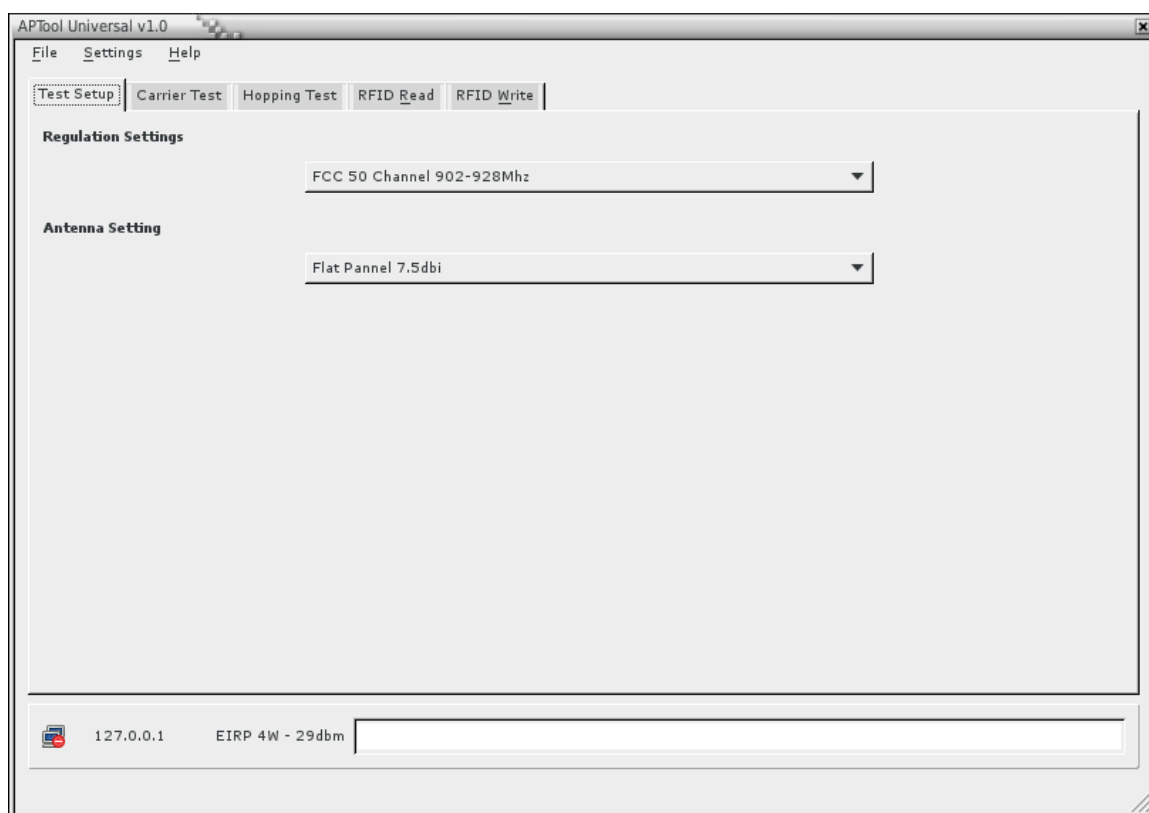 APTool Universal v1.0
File Settings Help
Test Setup Carrier Test Hopping Test RFID Read RFID Write
Regulation Settings
FCC 50 Channel 902-928Mhz
Antenna Setting
Flat Pannel 7.5dbi
127.0.0.1 EIRP 4W - 29dbm